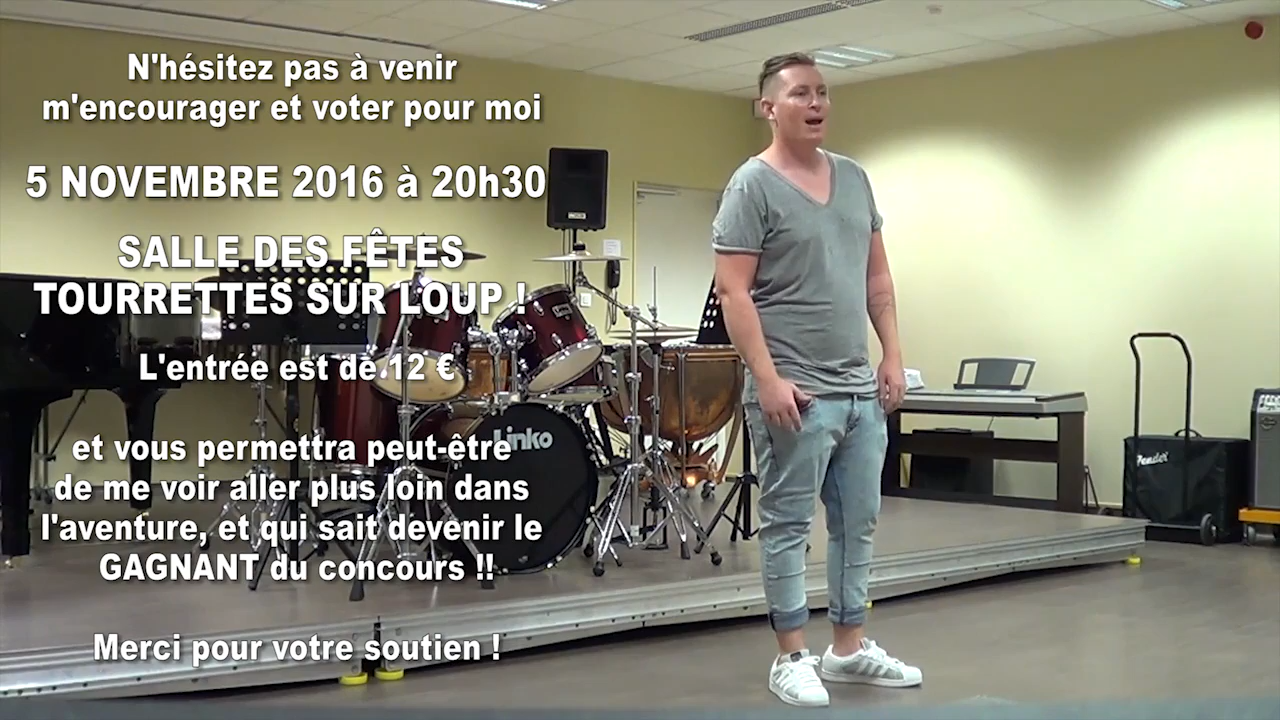 N'hésitez pas à venir
m'encourager et voter pour moi
5 NOVEMBRE 2016 à 20h30
SALLE DES FÊTES
TOURRETTES SUR LOUP !
L'entrée est de 12 €
et vous permettra peut-être
de me voir aller plus loin dans
l'aventure, et qui sait devenir le
GAGNANT du concours !!
Merci pour votre soutien !
Linko
Fender